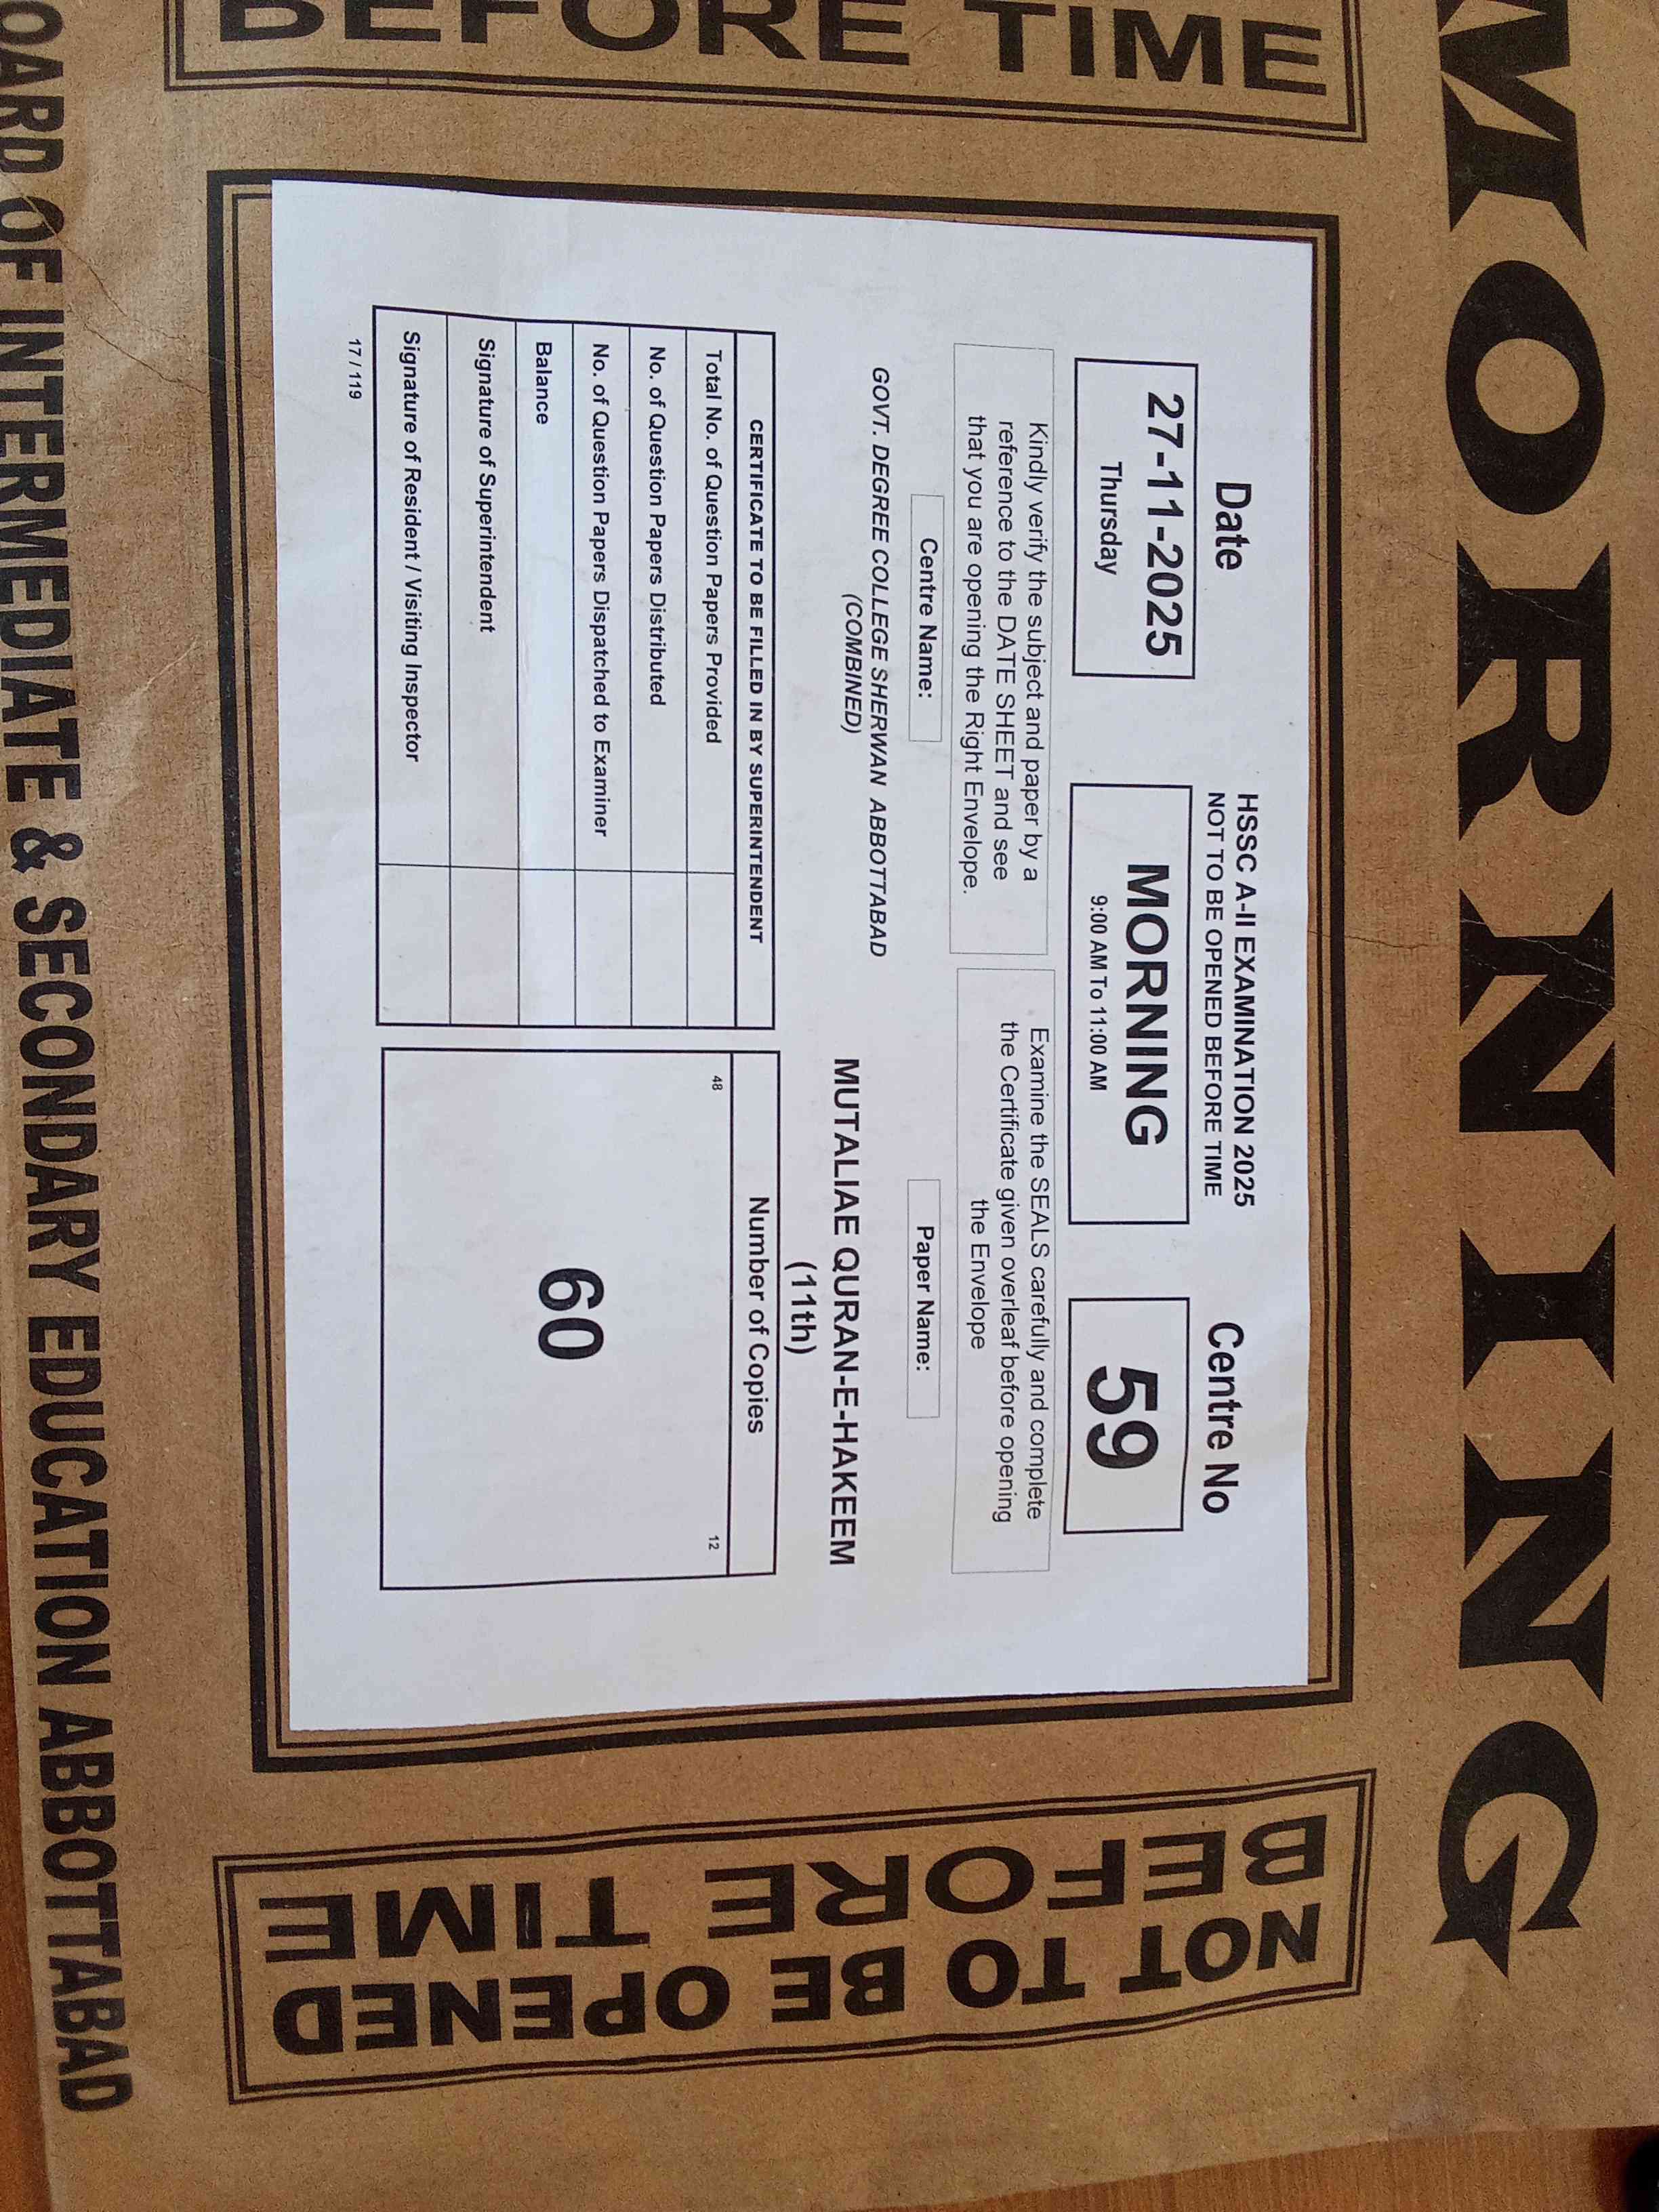 MORNING
BEFORE TIME
HSSC A-II EXAMINATION 2025
NOT TO BE OPENED BEFORE TIME
Date
27-11-2025
Thursday
MORNING
9:00 AM To 11:00 AM
Centre No
59
Kindly verify the subject and paper by a
reference to the DATE SHEET and see
that you are opening the Right Envelope.
Examine the SEALS carefully and complete
the Certificate given overleaf before opening
the Envelope
Centre Name:
GOVT. DEGREE COLLEGE SHERWAN ABBOTTABAD
(COMBINED)
Paper Name:
MUTALIAE QURAN-E-HAKEEM
(11th)
CERTIFICATE TO BE FILLED IN BY SUPERINTENDENT
Total No. of Question Papers Provided
No. of Question Papers Distributed
No. of Question Papers Dispatched to Examiner
Balance
Signature of Superintendent
Signature of Resident / Visiting Inspector
Number of Copies
48
12
60
17 / 119
NOT TO BE OPENED
BEFORE TIME
OARD OF INTERMEDIATE & SECONDARY EDUCATION ABBOTTABAD